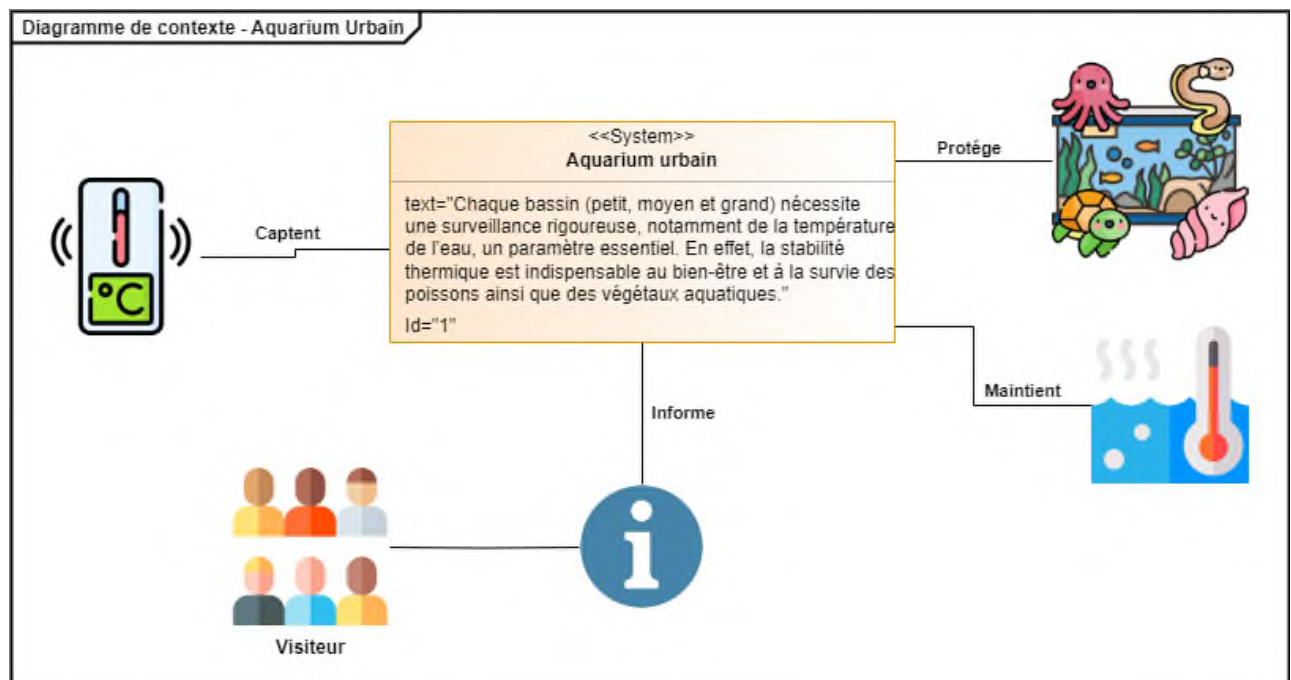 Diagramme de contexte - Aquarium Urbain
<<System>>
Aquarium urbain
text="Chaque bassin (petit, moyen et grand) nécessite
une surveillance rigoureuse, notamment de la température
de l'eau, un paramètre essentiel. En effet, la stabilité
thermique est indispensable au bien-être et à la survie des
poissons ainsi que des végétaux aquatiques."
Id="1"
Captent
°C
Protége
Maintient
Informe
i
Visiteur